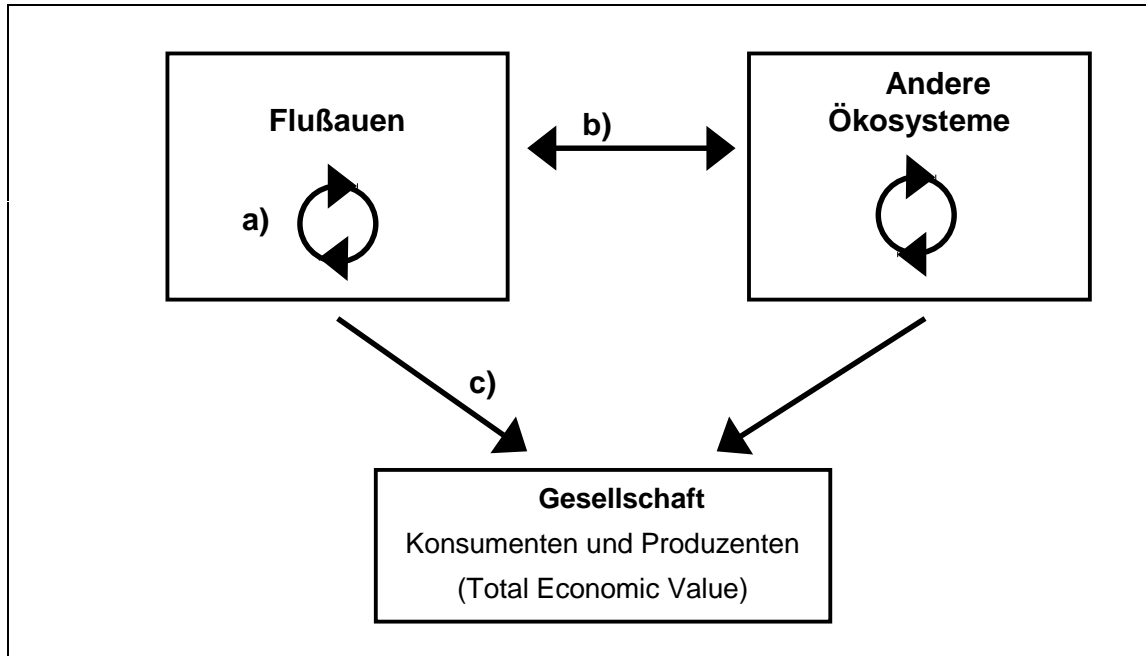 Flußauen
a)
b)
Andere
Ökosysteme
c)
Gesellschaft
Konsumenten und Produzenten
(Total Economic Value)